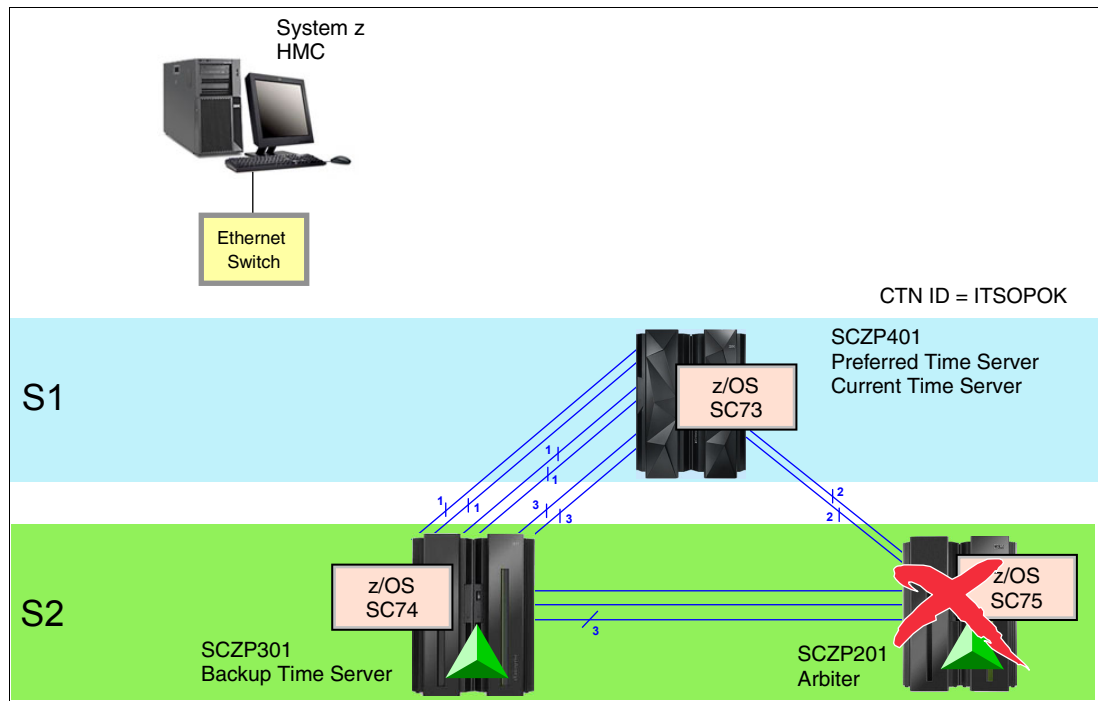 System z
HMC
Ethernet
Switch
CTN ID = ITSOPOK
S1
SCZP401
Preferred Time Server
Current Time Server
z/OS
SC73
1
1
1
1
3
3
2
2
S2
z/OS
SC74
z/OS
SC75
3
SCZP301
Backup Time Server
SCZP201
Arbiter